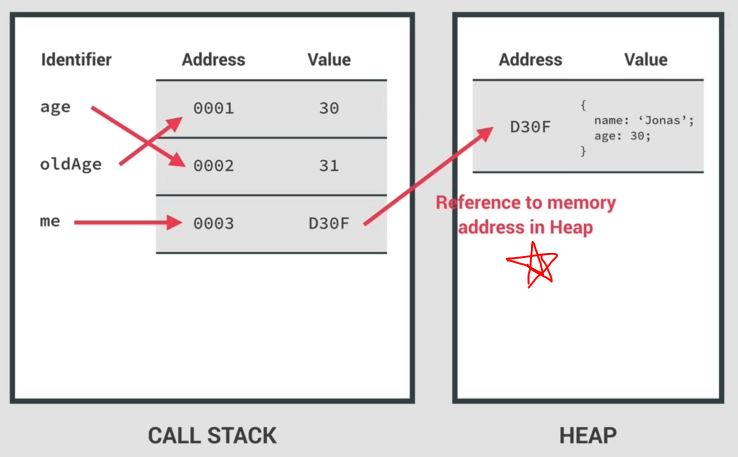 Identifier Address Value
age 0001 30
oldAge 0002 31
me 0003 D30F
CALL STACK
Address Value
D30F
{
name: ‘Jonas’;
age: 30;
}
Reference to memory
address in Heap
HEAP